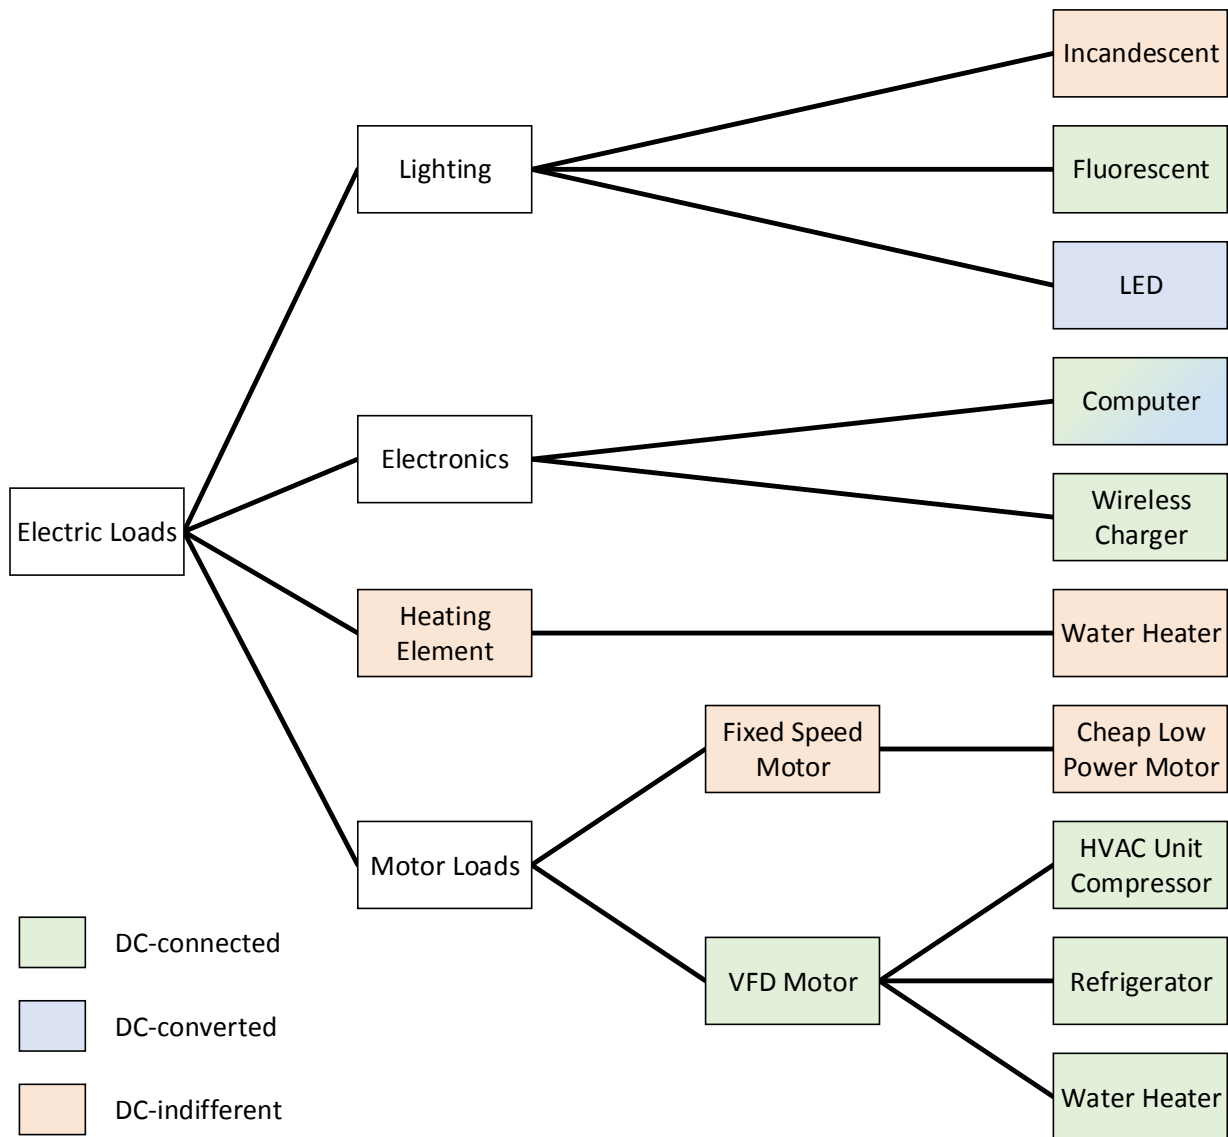 Incandescent
Lighting
Fluorescent
LED
Computer
Electronics
Wireless
Charger
Electric Loads
Heating
Element
Water Heater
Fixed Speed
Motor
Cheap Low
Power Motor
Motor Loads
HVAC Unit
Compressor
VFD Motor
Refrigerator
Water Heater
DC-connected
DC-converted
DC-indifferent